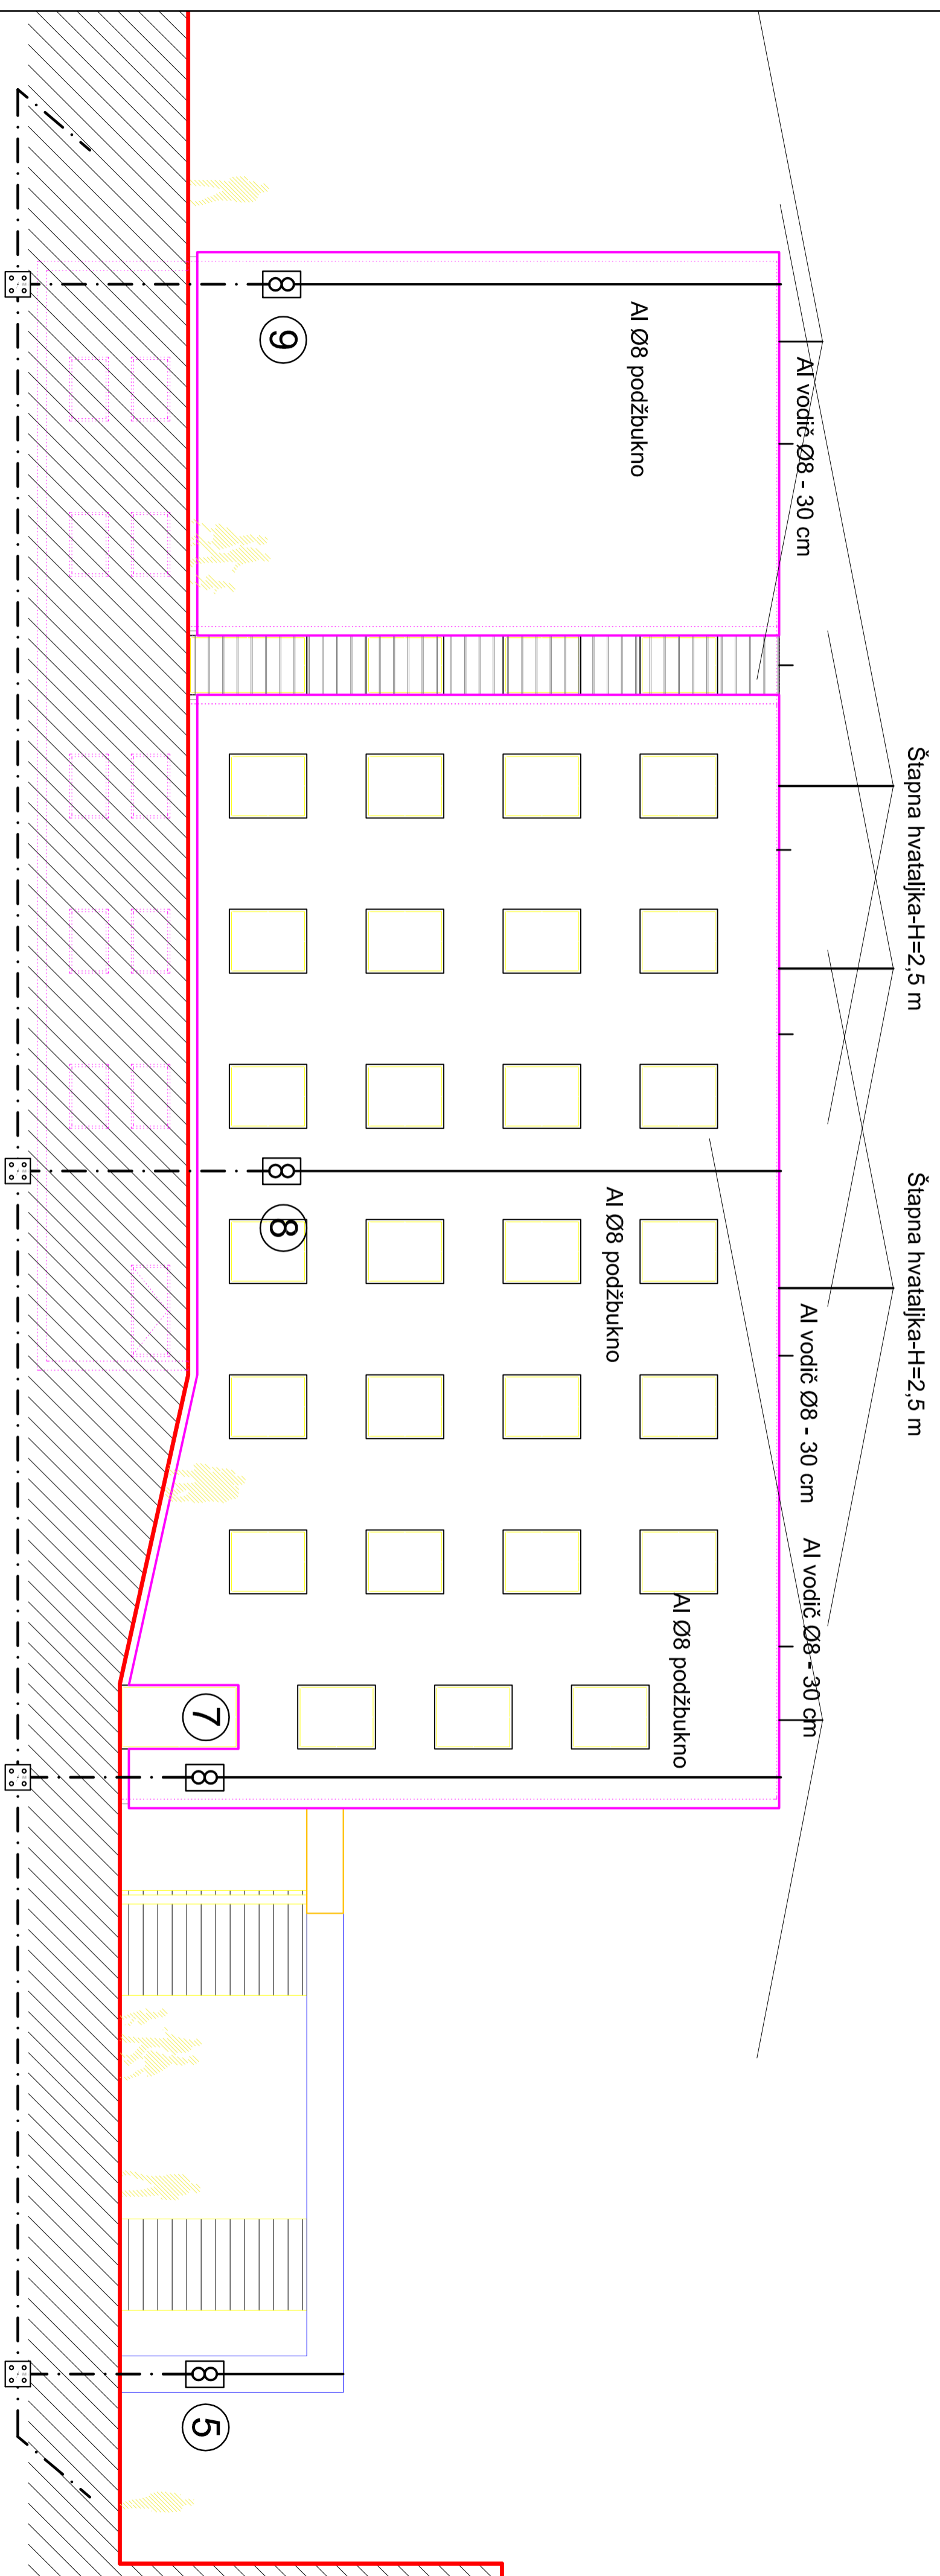 Štapna hvataljka-H=2,5 m
Štapna hvataljka-H=2,5 m
Al vodič Ø8 - 30 cm
Al vodič Ø8 - 30 cm
Al vodič Ø8 - 30 cm
Al Ø8 podžbukno
Al Ø8 podžbukno
Al Ø8 podžbukno
8
9
8
8
8
7
8
5